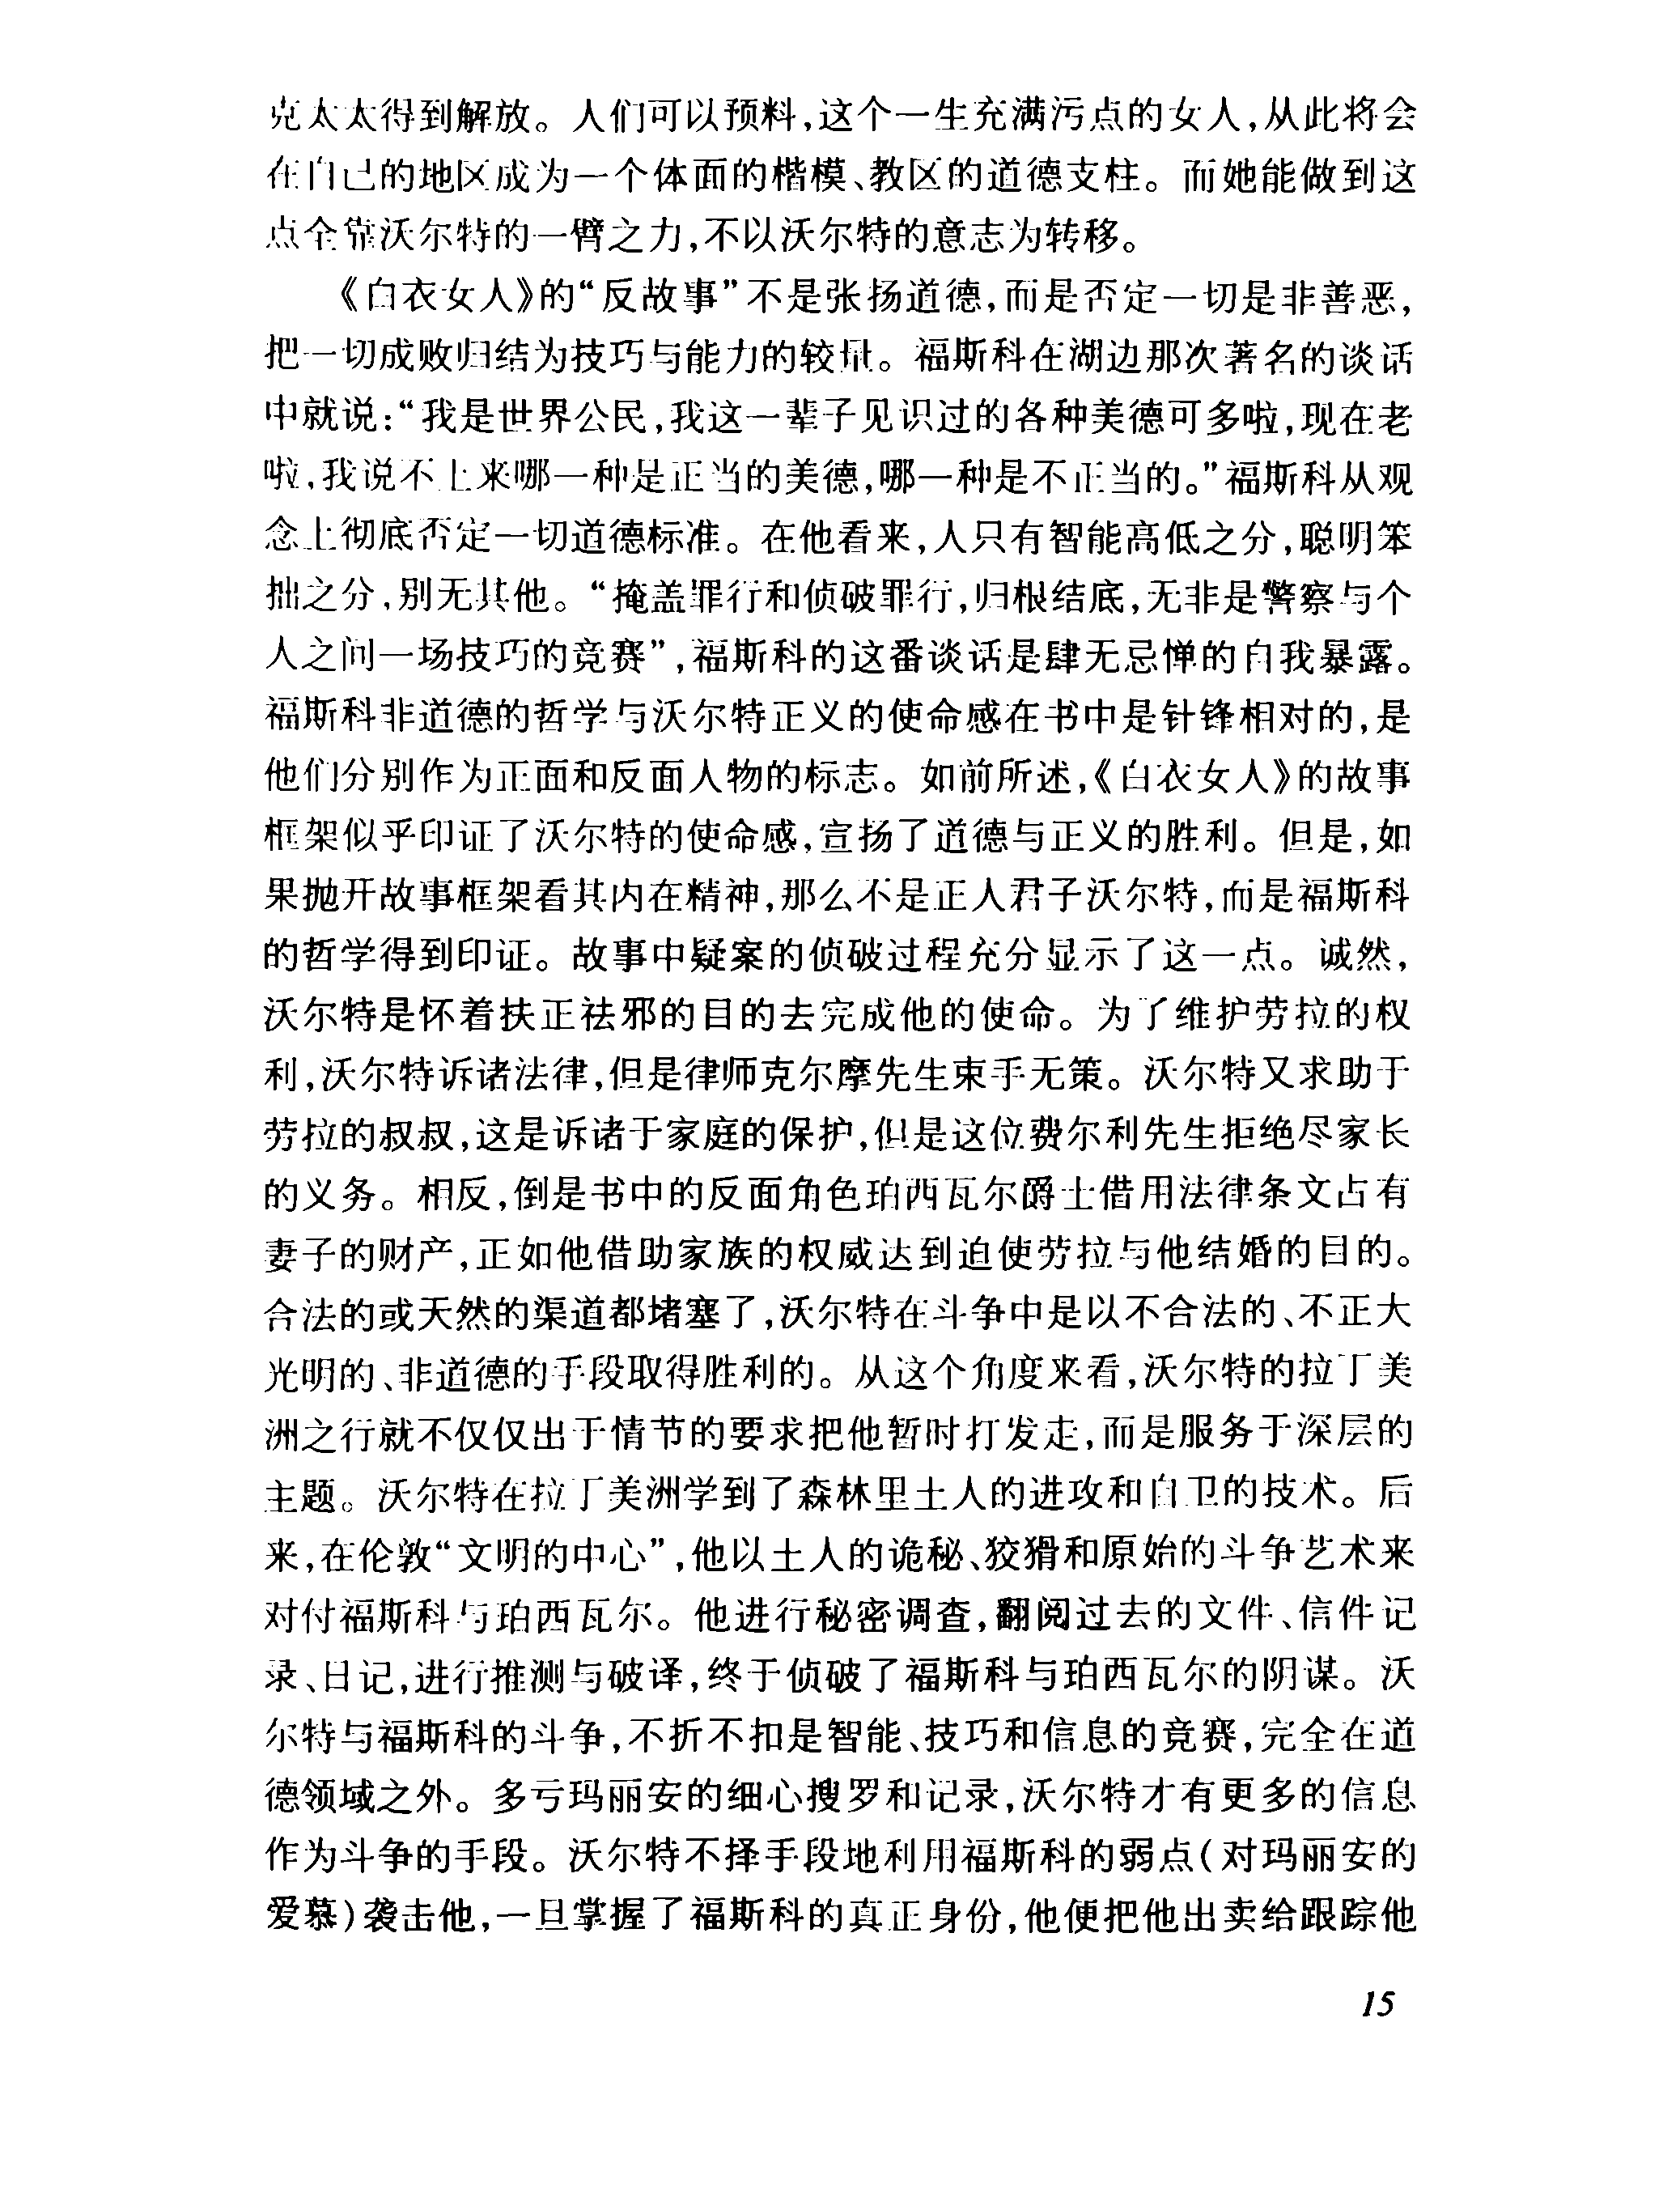 克太太得到解放。人们可以预料,这个一生充满污点的女人,从此将会
在自己的地区成为一个体面的楷模、教区的道德支柱。而她能做到这
点全靠沃尔特的一臂之力,不以沃尔特的意志为转移。
《白衣女人》的“反故事”不是张扬道德,而是否定一切是非善恶,
把一切成败归结为技巧与能力的较量。福斯科在湖边那次著名的谈话
中就说:“我是世界公民,我这一辈子见识过的各种美德可多啦,现在老
啦,我说不上来哪一种是正当的美德,哪一种是不正当的。”福斯科从观
念上彻底否定一切道德标准。在他看来,人只有智能高低之分,聪明笨
拙之分,别无其他。“掩盖罪行和侦破罪行,归根结底,无非是警察与个
人之间一场技巧的竞赛”,福斯科的这番谈话是肆无忌惮的自我暴露。
福斯科非道德的哲学与沃尔特正义的使命感在书中是针锋相对的,是
他们分别作为正面和反面人物的标志。如前所述,《白衣女人》的故事
框架似乎印证了沃尔特的使命感,宣扬了道德与正义的胜利。但是,如
果抛开故事框架看其内在精神,那么不是正人君子沃尔特,而是福斯科
的哲学得到印证。故事中疑案的侦破过程充分显示了这一点。诚然,
沃尔特是怀着扶正祛邪的目的去完成他的使命。为了维护劳拉的权
利,沃尔特诉诸法律,但是律师克尔摩先生束手无策。沃尔特又求助于
劳拉的叔叔,这是诉诸于家庭的保护,但是这位费尔利先生拒绝尽家长
的义务。相反,倒是书中的反面角色珀西瓦尔爵士借用法律条文占有
妻子的财产,正如他借助家族的权威达到迫使劳拉与他结婚的目的。
合法的或天然的渠道都堵塞了,沃尔特在斗争中是以不合法的、不正大
光明的、非道德的手段取得胜利的。从这个角度来看,沃尔特的拉丁美
洲之行就不仅仅出于情节的要求把他暂时打发走,而是服务于深层的
主题。沃尔特在拉丁美洲学到了森林里土人的进攻和自卫的技术。后
来,在伦敦“文明的中心”,他以土人的诡秘、狡猾和原始的斗争艺术来
对付福斯科与珀西瓦尔。他进行秘密调查,翻阅过去的文件、信件记
录、日记,进行推测与破译,终于侦破了福斯科与珀西瓦尔的阴谋。沃
尔特与福斯科的斗争,不折不扣是智能、技巧和信息的竞赛,完全在道
德领域之外。多亏玛丽安的细心搜罗和记录,沃尔特才有更多的信息
作为斗争的手段。沃尔特不择手段地利用福斯科的弱点(对玛丽安的
爱慕)袭击他,一旦掌握了福斯科的真正身份,他便把他出卖给跟踪他
15